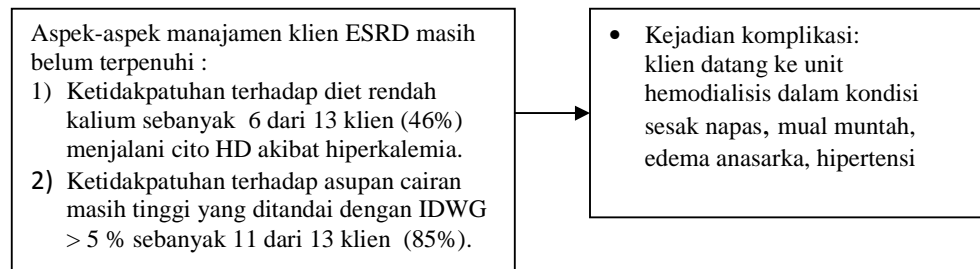 Aspek-aspek manajamen klien ESRD masih
belum terpenuhi :
1) Ketidakpatuhan terhadap diet rendah
kalium sebanyak 6 dari 13 klien (46%)
menjalani cito HD akibat hiperkalemia.
2) Ketidakpatuhan terhadap asupan cairan
masih tinggi yang ditandai dengan IDWG
> 5 % sebanyak 11 dari 13 klien (85%).
• Kejadian komplikasi:
klien datang ke unit
hemodialisis dalam kondisi
sesak napas, mual muntah,
edema anasarka, hipertensi